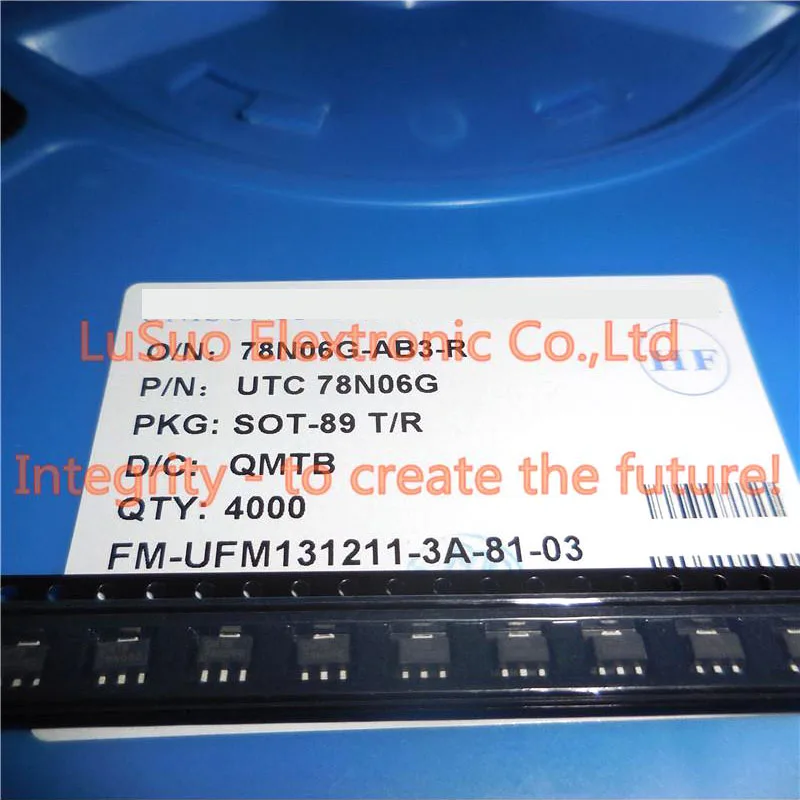 LuSuo Elextronic Co.,Ltd
O/N: 78N06G-AB3-R
HF
P/N: UTC 78N06G
PKG: SOT-89 T/R
D/C: QMTB
Integrity - to create the future!
QTY: 4000
FM-UFM131211-3A-81-03